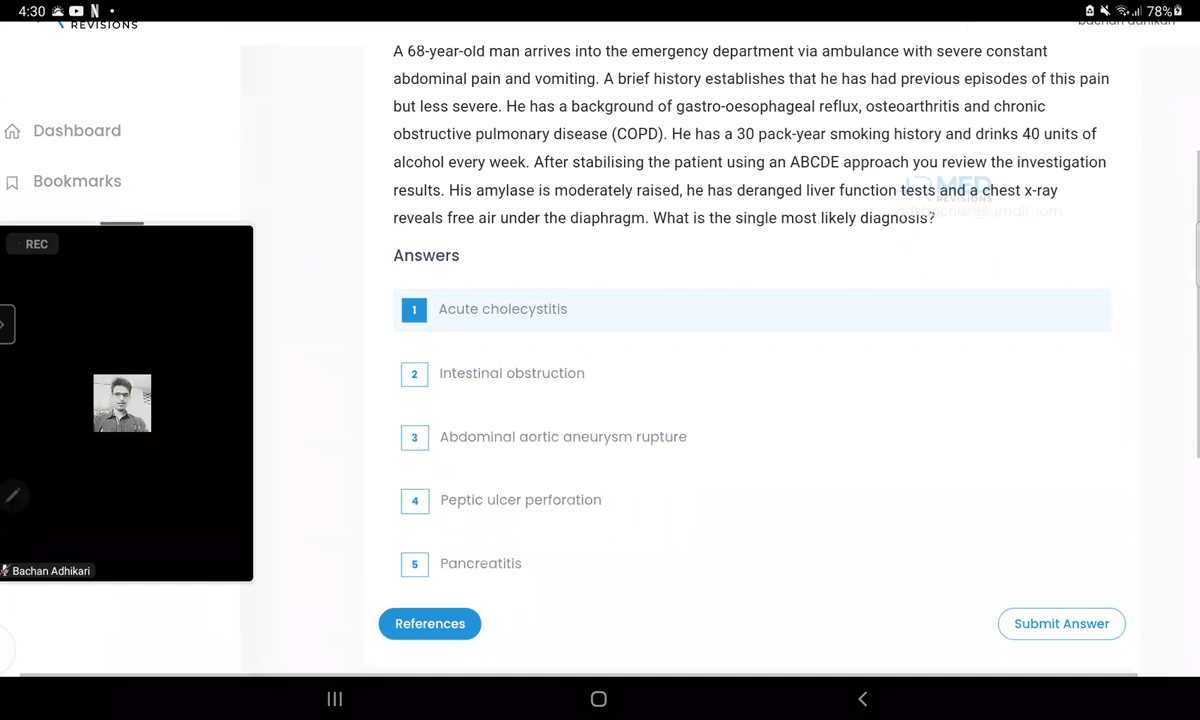 4:30 N
78%
REVISIONS
bachan adhikari
Dashboard
Bookmarks
REC
Bachan Adhikari
A 68-year-old man arrives into the emergency department via ambulance with severe constant
abdominal pain and vomiting. A brief history establishes that he has had previous episodes of this pain
but less severe. He has a background of gastro-oesophageal reflux, osteoarthritis and chronic
obstructive pulmonary disease (COPD). He has a 30 pack-year smoking history and drinks 40 units of
alcohol every week. After stabilising the patient using an ABCDE approach you review the investigation
results. His amylase is moderately raised, he has deranged liver function tests and a chest x-ray
reveals free air under the diaphragm. What is the single most likely diagnosis?
MED
REVISIONS
Answers
1 Acute cholecystitis
2 Intestinal obstruction
3 Abdominal aortic aneurysm rupture
4 Peptic ulcer perforation
5 Pancreatitis
References
Submit Answer